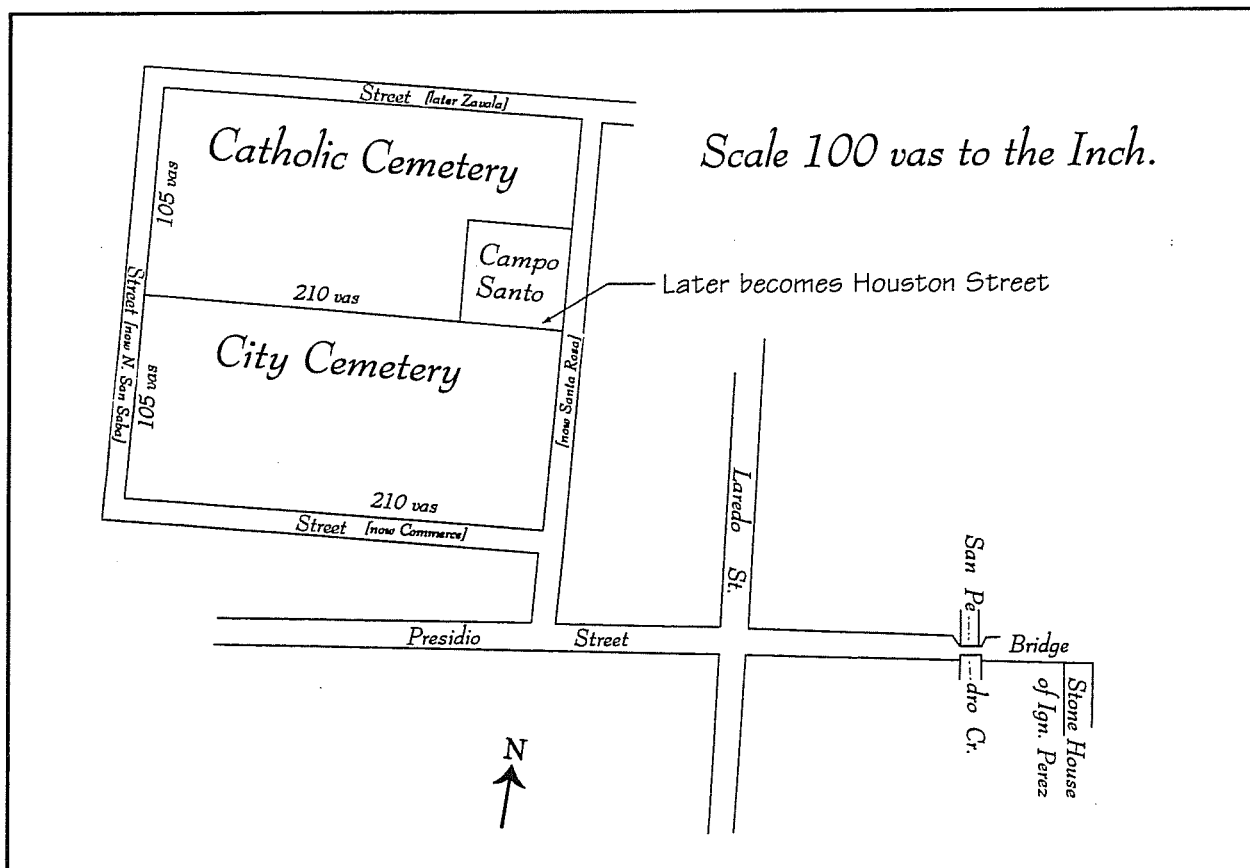 Street [later Zavala]
Catholic Cemetery
Scale 100 vas to the Inch.
105 vas
Campo
Santo
Later becomes Houston Street
210 vas
Street [now N. San Saba]
City Cemetery
[now Santa Rosa]
105 vas
210 vas
Street [now Commerce]
Laredo St.
San Pe----
---dro Cr.
Presidio Street
Bridge
Stone House
of Ign. Perez
N